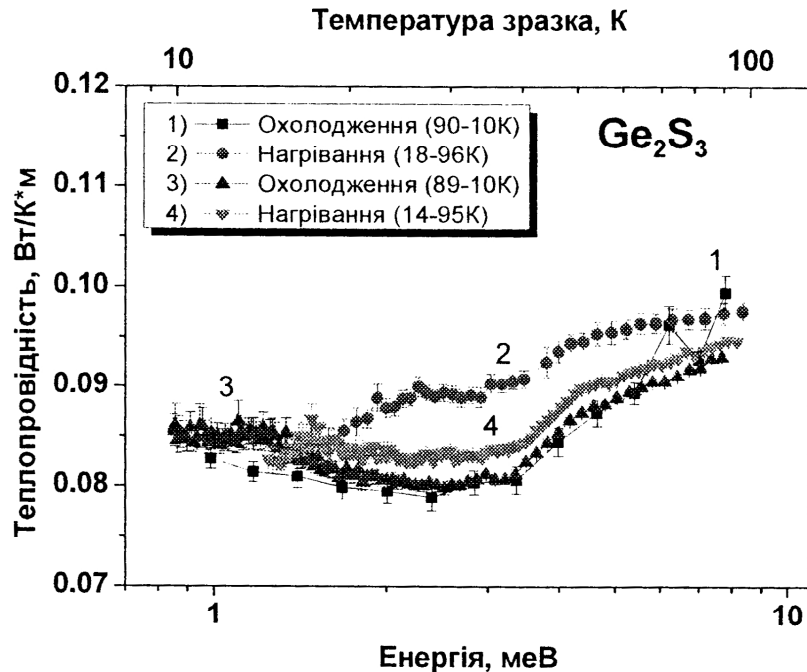 Температура зразка, К
10 100
0.12
0.11
0.10
0.09
0.08
0.07
Теплопровідність, Вт/К*м
1) Охолодження (90-10К)
2) Нагрівання (18-96К)
3) Охолодження (89-10К)
4) Нагрівання (14-95К)
Ge₂S₃
1
2
3
4
1 10
Енергія, меВ